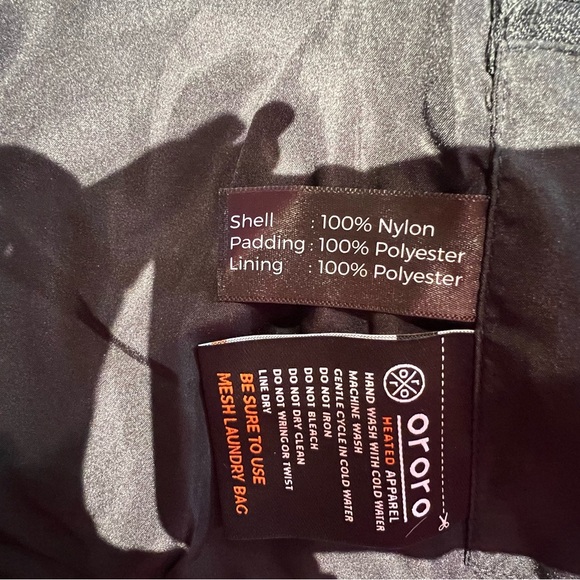 Shell : 100% Nylon
Padding : 100% Polyester
Lining : 100% Polyester
ororo
HEATED APPAREL
HAND WASH WITH COLD WATER
MACHINE WASH
GENTLE CYCLE IN COLD WATER
DO NOT IRON
DO NOT BLEACH
DO NOT DRY CLEAN
DO NOT WRING OR TWIST
LINE DRY
BE SURE TO USE
MESH LAUNDRY BAG